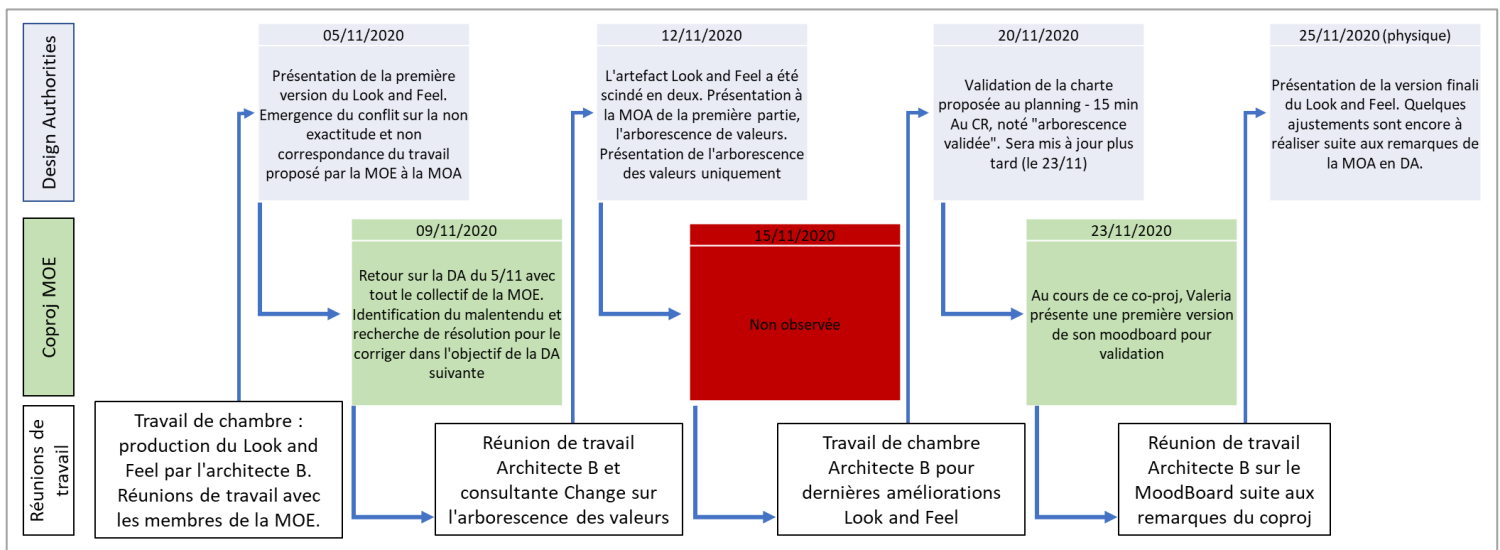 Design Authorities
05/11/2020
Présentation de la première
version du Look and Feel.
Emergence du conflit sur la non
exactitude et non
correspondance du travail
proposé par la MOE à la MOA
12/11/2020
L'artefact Look and Feel a été
scindé en deux. Présentation à
la MOA de la première partie,
l'arborescence de valeurs.
Présentation de l'arborescence
des valeurs uniquement
20/11/2020
Validation de la charte
proposée au planning - 15 min
Au CR, noté "arborescence
validée". Sera mis à jour plus
tard (le 23/11)
25/11/2020 (physique)
Présentation de la version finali
du Look and Feel. Quelques
ajustements sont encore à
réaliser suite aux remarques de
la MOA en DA.
Coproj MOE
09/11/2020
Retour sur la DA du 5/11 avec
tout le collectif de la MOE.
Identification du malentendu et
recherche de résolution pour le
corriger dans l'objectif de la DA
suivante
15/11/2020
Non observée
23/11/2020
Au cours de ce co-proj, Valeria
présente une première version
de son moodboard pour
validation
Réunions de
travail
Travail de chambre :
production du Look and
Feel par l'architecte B.
Réunions de travail avec
les membres de la MOE.
Réunion de travail
Architecte B et
consultante Change sur
l'arborescence des valeurs
Travail de chambre
Architecte B pour
dernières améliorations
Look and Feel
Réunion de travail
Architecte B sur le
MoodBoard suite aux
remarques du coproj